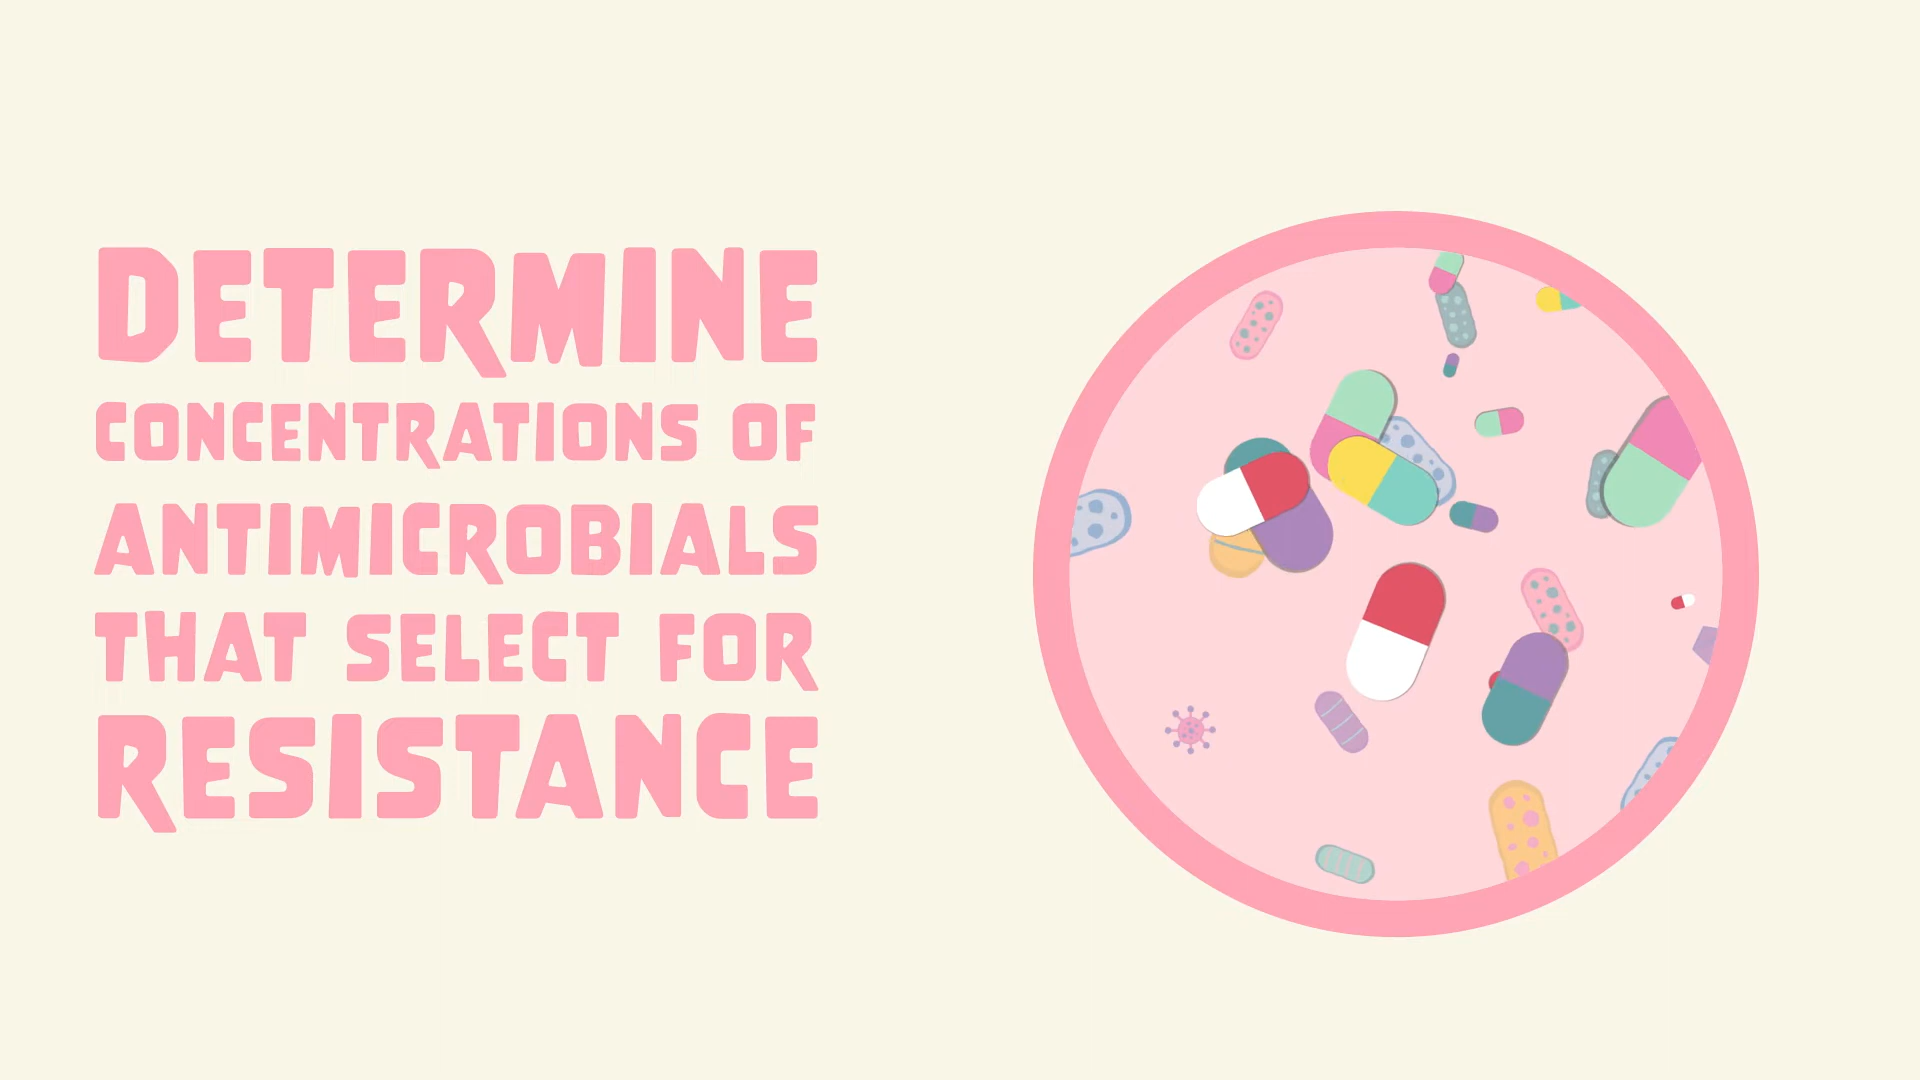 DETERMINE
CONCENTRATIONS OF
ANTIMICROBIALS
THAT SELECT FOR
RESISTANCE